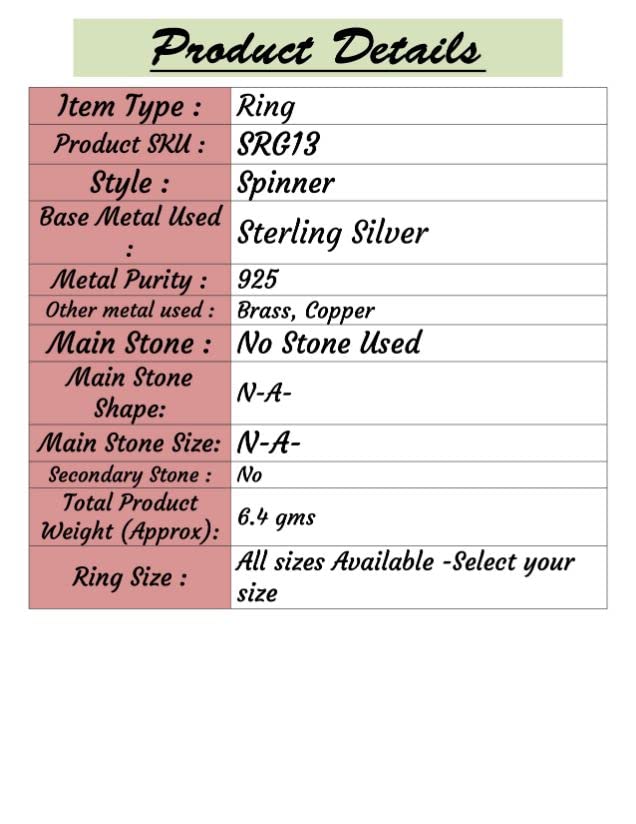 Product Details
Item Type : Ring
Product SKU : SRG13
Style : Spinner
Base Metal Used
: Sterling Silver
Metal Purity : 925
Other metal used : Brass, Copper
Main Stone : No Stone Used
Main Stone
Shape: N-A-
Main Stone Size: N-A-
Secondary Stone : No
Total Product
Weight (Approx): 6.4 gms
Ring Size : All sizes Available -Select your
size